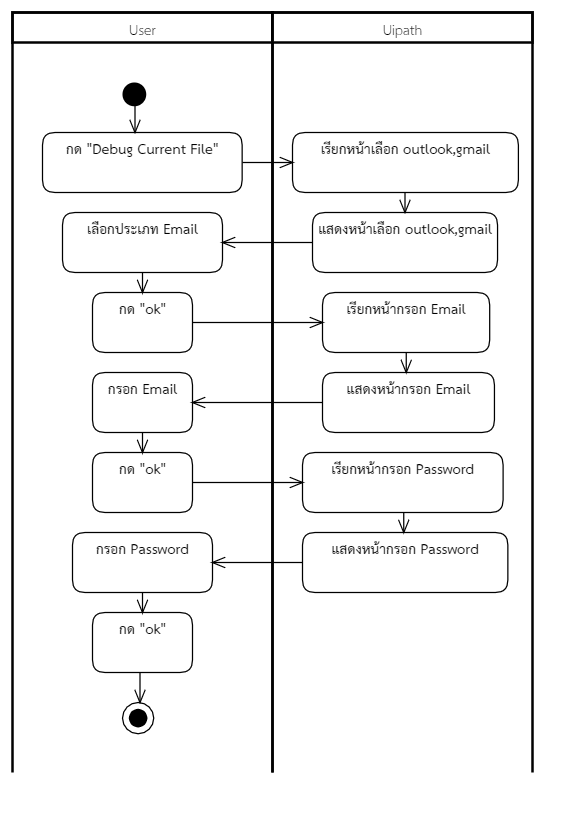 User
Uipath
กด "Debug Current File"
เรียกหน้าเลือก outlook,gmail
เลือกประเภท Email
แสดงหน้าเลือก outlook,gmail
กด "ok"
เรียกหน้ากรอก Email
กรอก Email
แสดงหน้ากรอก Email
กด "ok"
เรียกหน้ากรอก Password
กรอก Password
แสดงหน้ากรอก Password
กด "ok"